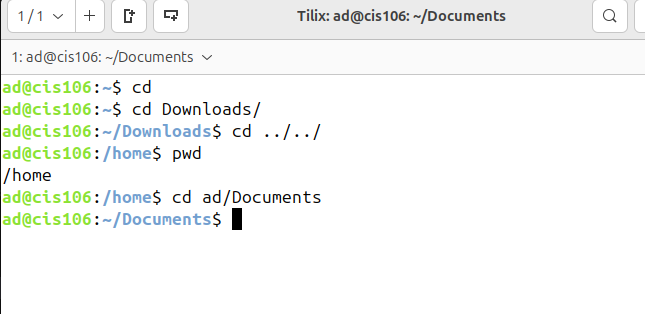 1 / 1
Tilix: ad@cis106: ~/Documents
1: ad@cis106: ~/Documents
ad@cis106:~$ cd
ad@cis106:~$ cd Downloads/
ad@cis106:~/Downloads$ cd ../../
ad@cis106:/home$ pwd
/home
ad@cis106:/home$ cd ad/Documents
ad@cis106:~/Documents$